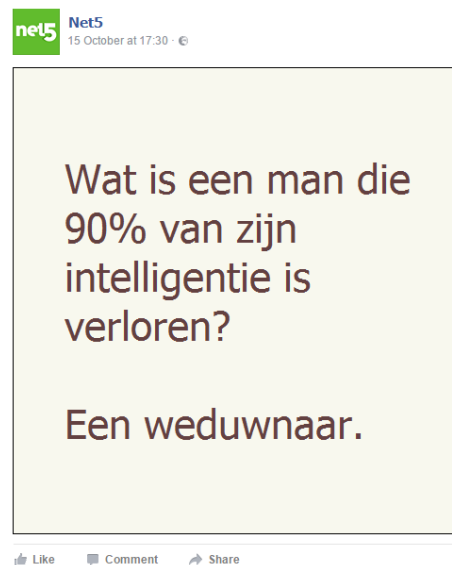 net5
Net5
15 October at 17:30 ·
Wat is een man die
90% van zijn
intelligentie is
verloren?
Een weduwnaar.
Like Comment Share